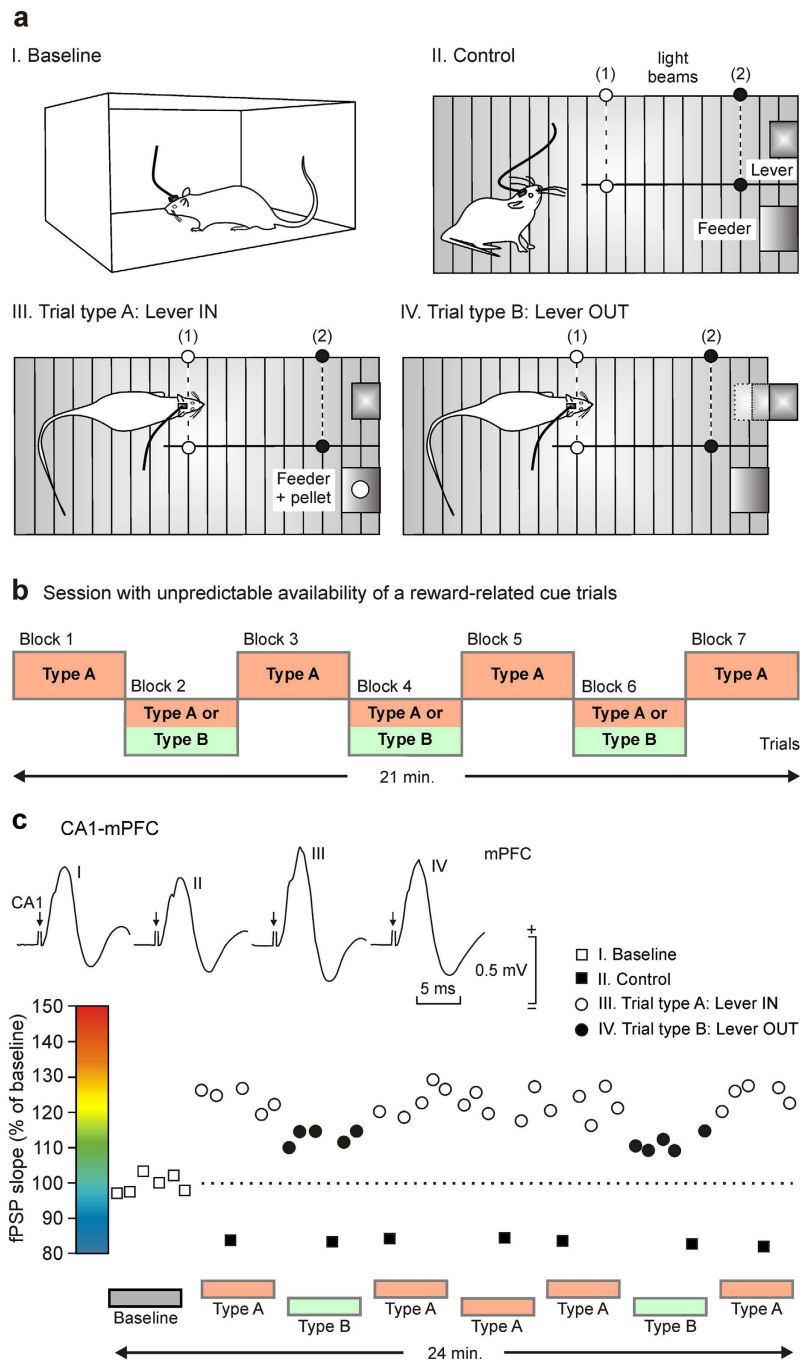 a
I. Baseline
II. Control
(1)
light
beams
(2)
Lever
Feeder
III. Trial type A: Lever IN
(1)
(2)
Feeder
+ pellet
IV. Trial type B: Lever OUT
(1)
(2)
b Session with unpredictable availability of a reward-related cue trials
Block 1
Type A
Block 2
Type A or
Type B
Block 3
Type A
Block 4
Type A or
Type B
Block 5
Type A
Block 6
Type A or
Type B
Block 7
Type A
Trials
21 min.
c
CA1-mPFC
CA1
I
II
III
IV
mPFC
+
0.5 mV
=
5 ms
I. Baseline
II. Control
III. Trial type A: Lever IN
IV. Trial type B: Lever OUT
fPSP slope (% of baseline)
150
140
130
120
110
100
90
80
Baseline
Type A
Type B
Type A
Type A
Type A
Type B
Type A
24 min.